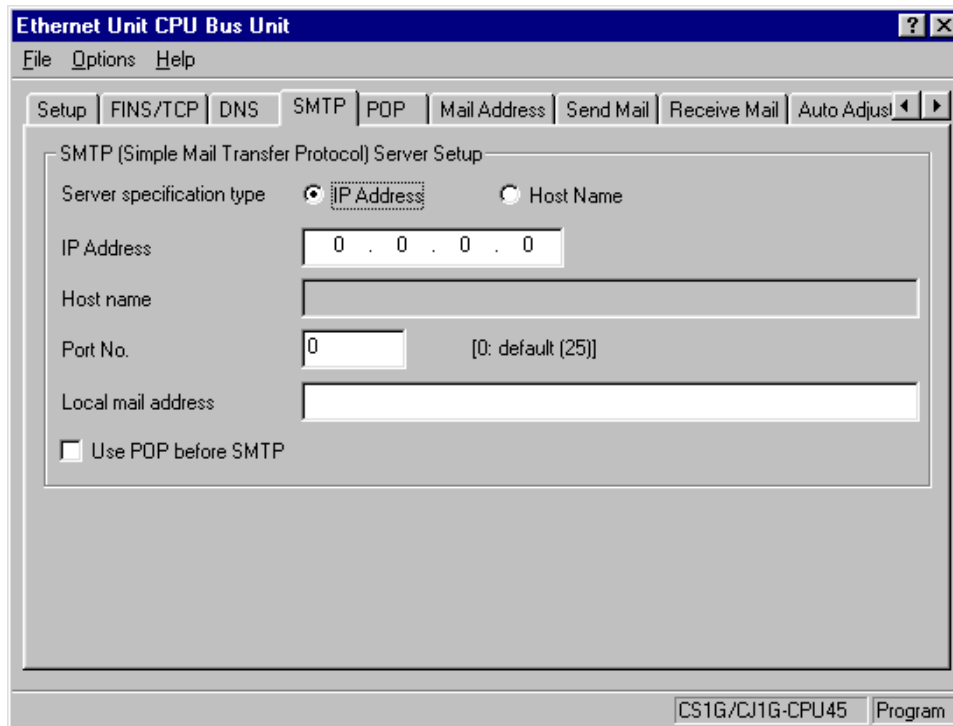 Ethernet Unit CPU Bus Unit
File Options Help
Setup FINS/TCP DNS SMTP POP Mail Address Send Mail Receive Mail Auto Adjust
SMTP (Simple Mail Transfer Protocol) Server Setup
Server specification type IP Address Host Name
IP Address 0 . 0 . 0 . 0
Host name
Port No. 0 [0: default (25)]
Local mail address
Use POP before SMTP
CS1G/CJ1G-CPU45 Program